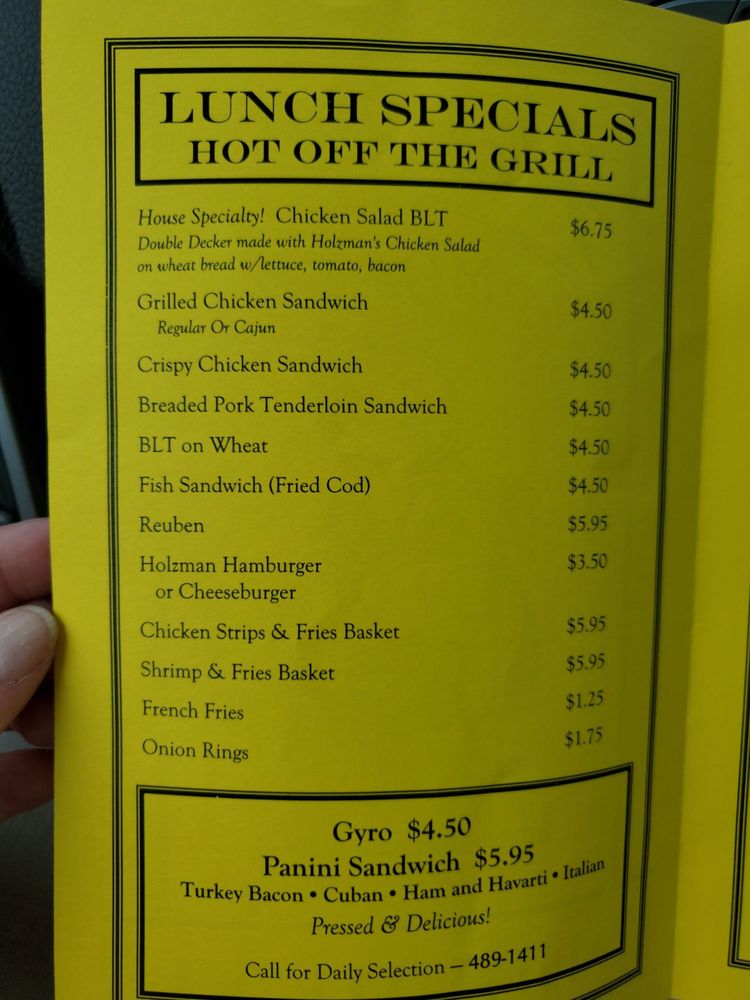 LUNCH SPECIALS
HOT OFF THE GRILL
House Specialty! Chicken Salad BLT $6.75
Double Decker made with Holzman's Chicken Salad
on wheat bread w/lettuce, tomato, bacon
Grilled Chicken Sandwich $4.50
Regular Or Cajun
Crispy Chicken Sandwich $4.50
Breaded Pork Tenderloin Sandwich $4.50
BLT on Wheat $4.50
Fish Sandwich (Fried Cod) $4.50
Reuben $5.95
Holzman Hamburger $3.50
or Cheeseburger
Chicken Strips & Fries Basket $5.95
Shrimp & Fries Basket $5.95
French Fries $1.25
Onion Rings $1.75
Gyro $4.50
Panini Sandwich $5.95
Turkey Bacon • Cuban • Ham and Havarti • Italian
Pressed & Delicious!
Call for Daily Selection – 489-1411